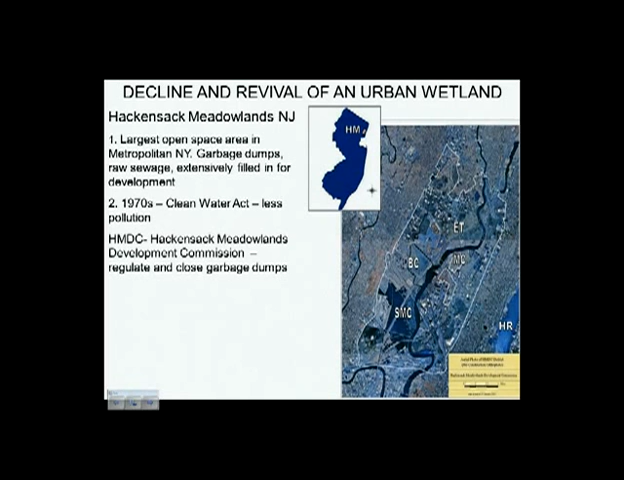 DECLINE AND REVIVAL OF AN URBAN WETLAND
Hackensack Meadowlands NJ
1. Largest open space area in
Metropolitan NY. Garbage dumps,
raw sewage, extensively filled in for
development
2. 1970s – Clean Water Act – less
pollution
HMDC- Hackensack Meadowlands
Development Commission –
regulate and close garbage dumps
HM
ET
BC
MC
SMC
HR